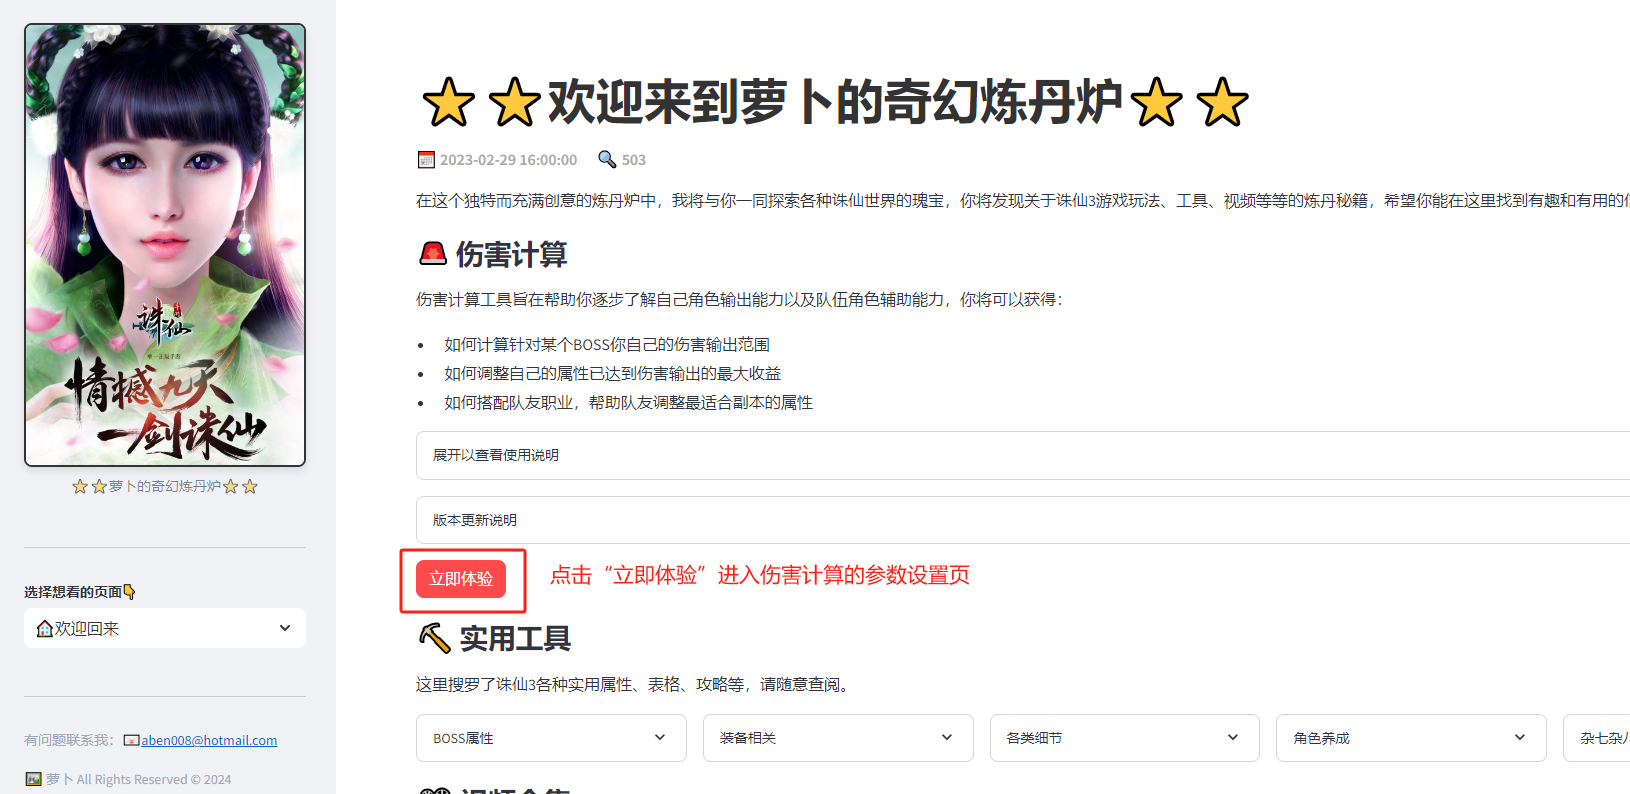 诛仙
情撼九天
一剑诛仙
⭐⭐萝卜的奇幻炼丹炉⭐⭐
选择想看的页面👇
🏠欢迎回来
有问题联系我：📧aben008@hotmail.com
萝卜 All Rights Reserved © 2024
⭐⭐欢迎来到萝卜的奇幻炼丹炉⭐⭐
📅 2023-02-29 16:00:00 🔍 503
在这个独特而充满创意的炼丹炉中，我将与你一同探索各种诛仙世界的瑰宝，你将发现关于诛仙3游戏玩法、工具、视频等等的炼丹秘籍，希望你能在这里找到有趣和有用的
🚨 伤害计算
伤害计算工具旨在帮助你逐步了解自己角色输出能力以及队伍角色辅助能力，你将可以获得：
• 如何计算针对某个BOSS你自己的伤害输出范围
• 如何调整自己的属性已达到伤害输出的最大收益
• 如何搭配队友职业，帮助队友调整最适合副本的属性
展开以查看使用说明
版本更新说明
立即体验 点击“立即体验”进入伤害计算的参数设置页
🔨 实用工具
这里搜罗了诛仙3各种实用属性、表格、攻略等，请随意查阅。
BOSS属性 装备相关 各类细节 角色养成 杂七杂八